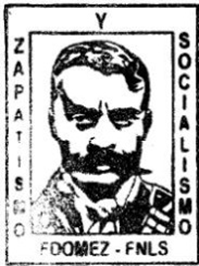 ZAPATISMO
Y
SOCIALISMO
FDOMEZ - FNLS